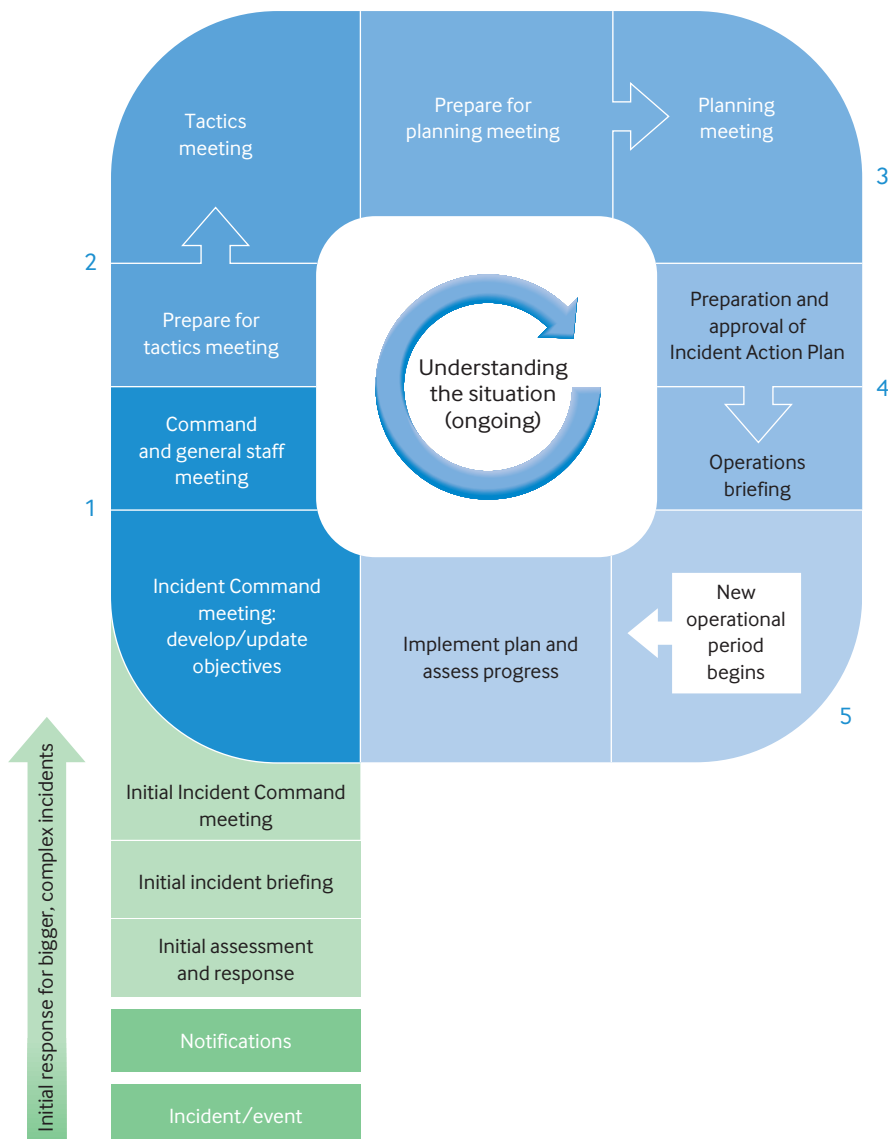 Tactics
meeting
Prepare for
planning meeting
Planning
meeting
3
2
Prepare for
tactics meeting
Understanding
the situation
(ongoing)
Preparation and
approval of
Incident Action Plan
4
Command
and general staff
meeting
Operations
briefing
1
Incident Command
meeting:
develop/update
objectives
Implement plan and
assess progress
New
operational
period
begins
5
Initial response for bigger, complex incidents
Initial Incident Command
meeting
Initial incident briefing
Initial assessment
and response
Notifications
Incident/event